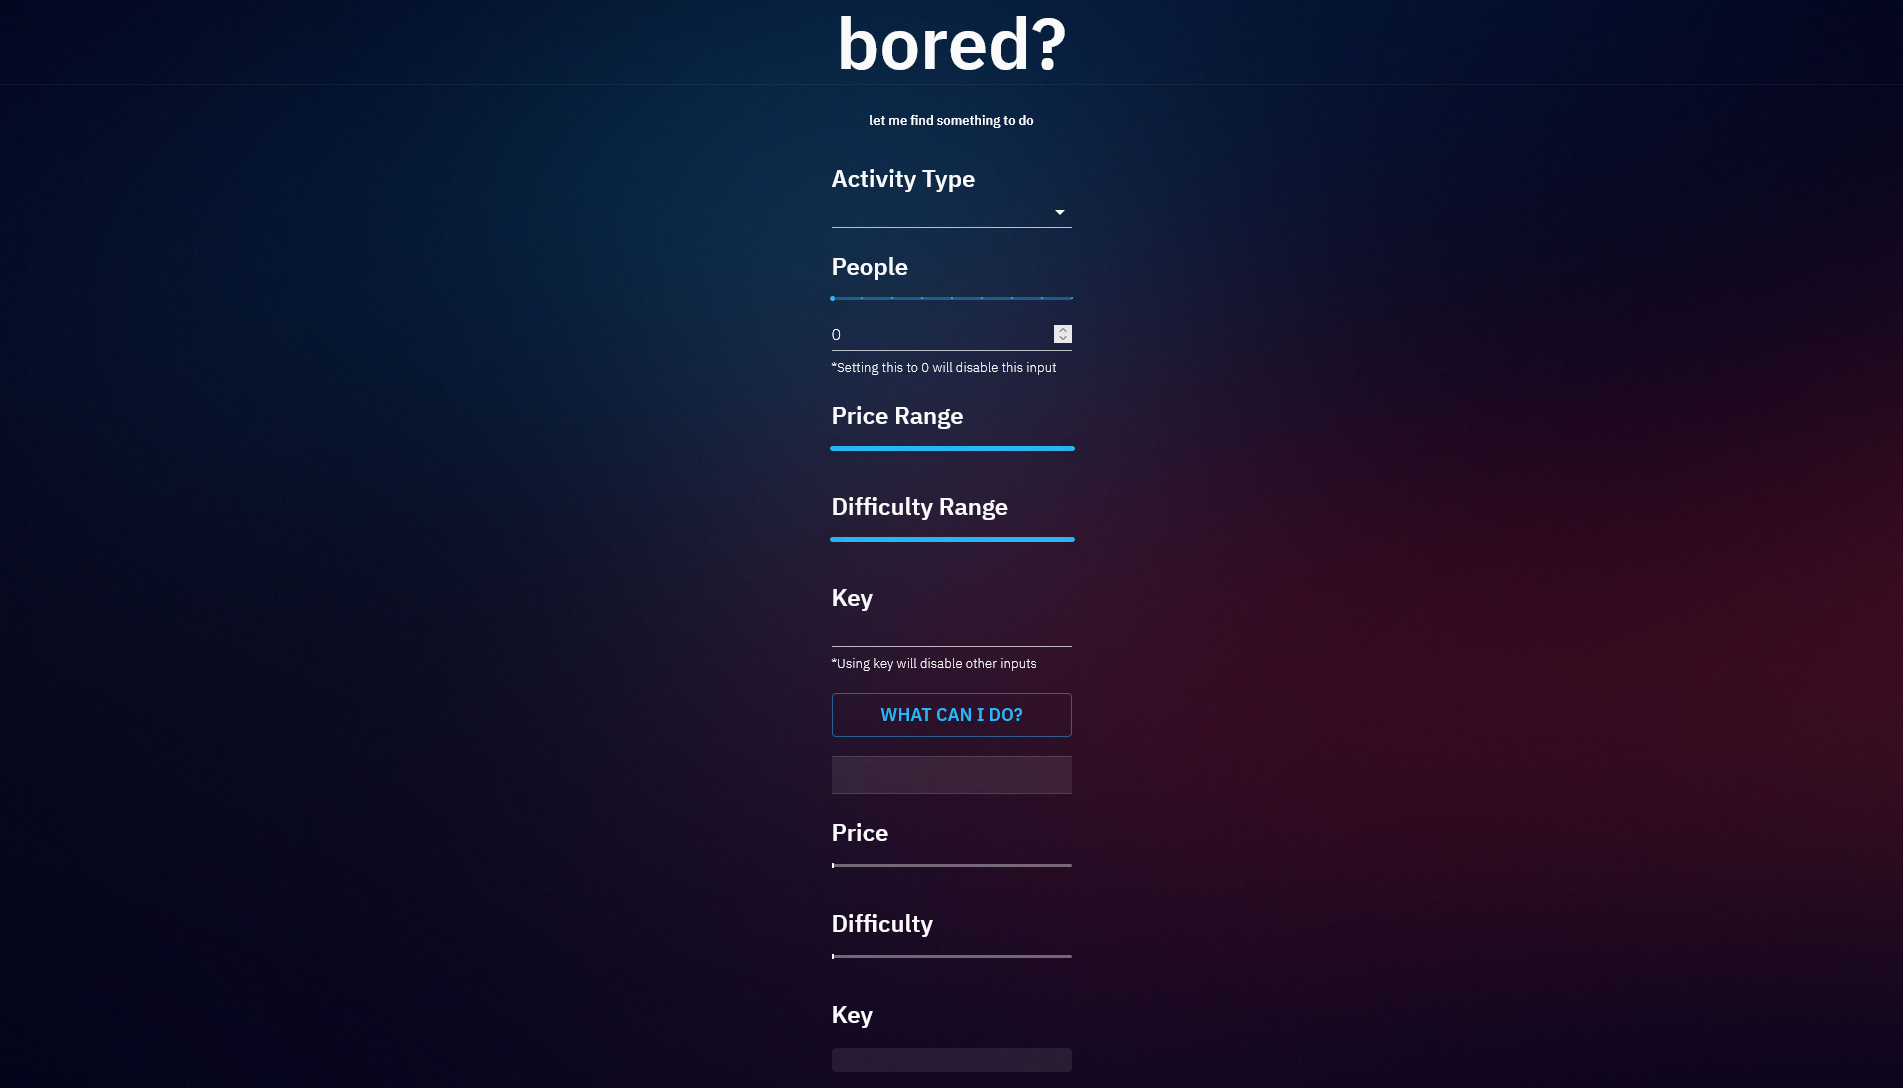 bored?
let me find something to do
Activity Type
People
0
*Setting this to 0 will disable this input
Price Range
Difficulty Range
Key
*Using key will disable other inputs
WHAT CAN I DO?
Price
Difficulty
Key